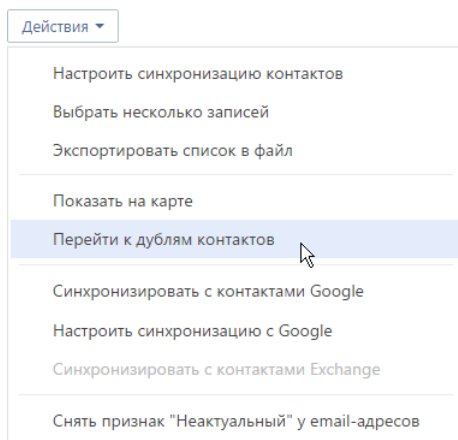 Действия
Настроить синхронизацию контактов
Выбрать несколько записей
Экспортировать список в файл
Показать на карте
Перейти к дублям контактов
Синхронизировать с контактами Google
Настроить синхронизацию с Google
Синхронизировать с контактами Exchange
Снять признак "Неактуальный" у email-адресов